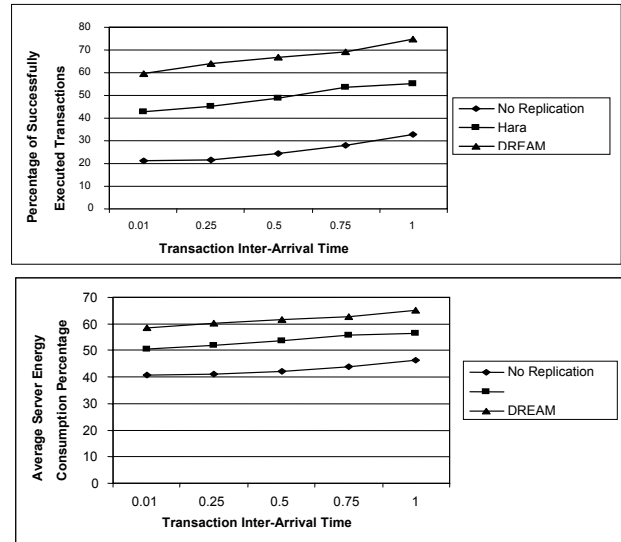 80
70
60
50
40
30
20
10
0
Percentage of Successfully
Executed Transactions
0.01 0.25 0.5 0.75 1
Transaction Inter-Arrival Time
No Replication
Hara
DREAM
70
60
50
40
30
20
10
0
Average Server Energy
Consumption Percentage
0.01 0.25 0.5 0.75 1
Transaction Inter-Arrival Time
No Replication
DREAM